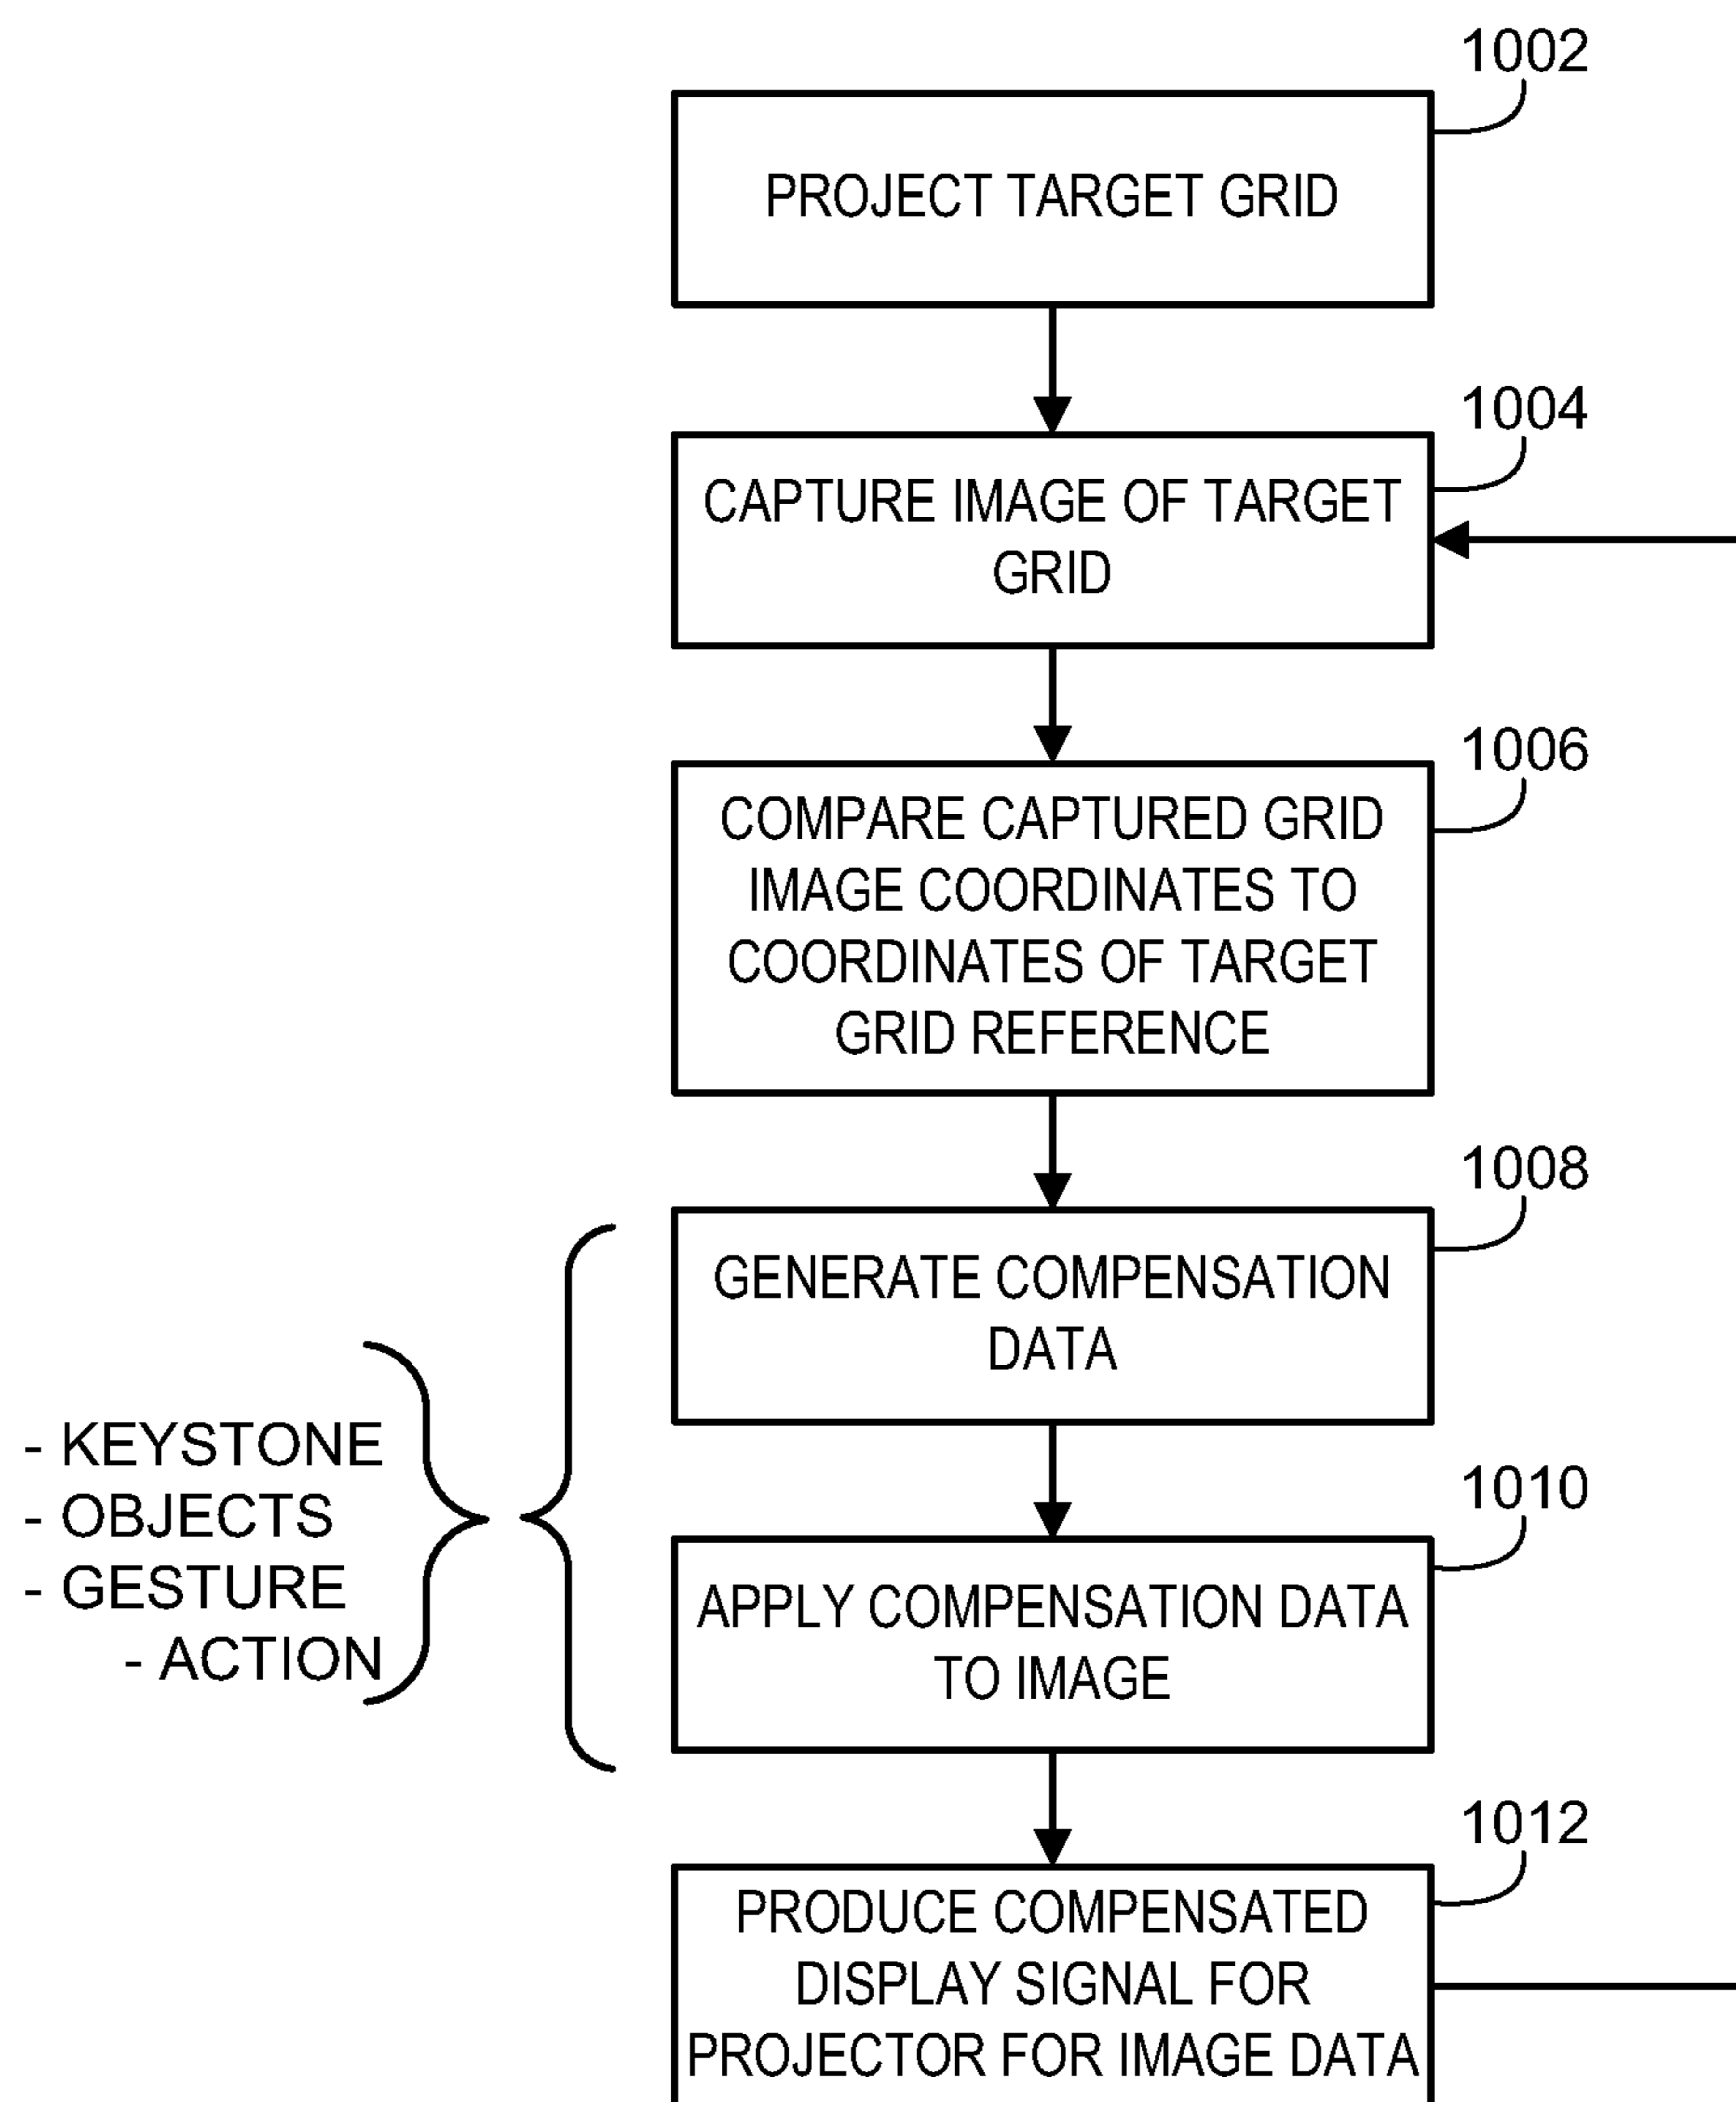 1002
PROJECT TARGET GRID
1004
CAPTURE IMAGE OF TARGET
GRID
1006
COMPARE CAPTURED GRID
IMAGE COORDINATES TO
COORDINATES OF TARGET
GRID REFERENCE
1008
GENERATE COMPENSATION
DATA
- KEYSTONE
- OBJECTS
- GESTURE
- ACTION
1010
APPLY COMPENSATION DATA
TO IMAGE
1012
PRODUCE COMPENSATED
DISPLAY SIGNAL FOR
PROJECTOR FOR IMAGE DATA